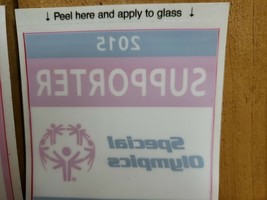 ↓ Peel here and apply to glass ↓
2015
SUPPORTER
Special
Olympics